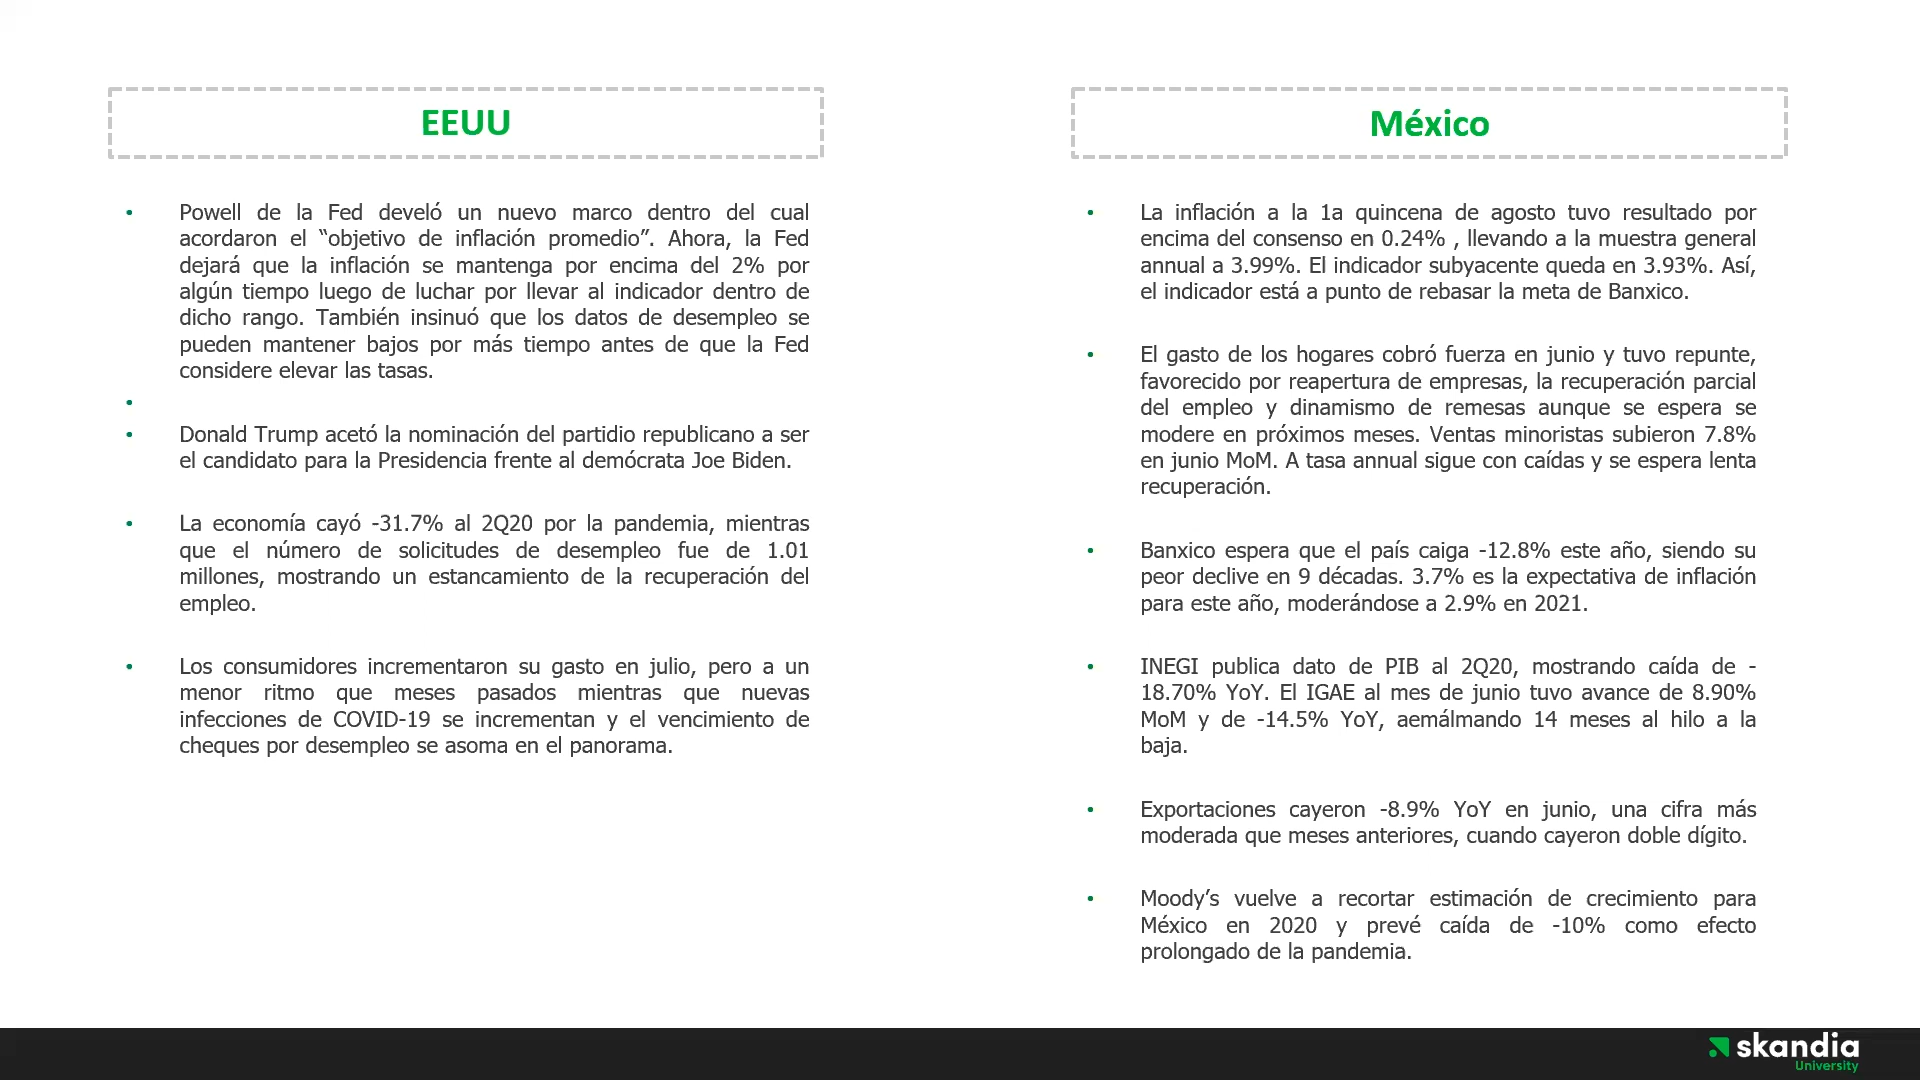 EEUU
• Powell de la Fed develó un nuevo marco dentro del cual
acordaron el “objetivo de inflación promedio”. Ahora, la Fed
dejará que la inflación se mantenga por encima del 2% por
algún tiempo luego de luchar por llevar al indicador dentro de
dicho rango. También insinuó que los datos de desempleo se
pueden mantener bajos por más tiempo antes de que la Fed
considere elevar las tasas.
•
• Donald Trump acetó la nominación del partidio republicano a ser
el candidato para la Presidencia frente al demócrata Joe Biden.
• La economía cayó -31.7% al 2Q20 por la pandemia, mientras
que el número de solicitudes de desempleo fue de 1.01
millones, mostrando un estancamiento de la recuperación del
empleo.
• Los consumidores incrementaron su gasto en julio, pero a un
menor ritmo que meses pasados mientras que nuevas
infecciones de COVID-19 se incrementan y el vencimiento de
cheques por desempleo se asoma en el panorama.
México
• La inflación a la 1a quincena de agosto tuvo resultado por
encima del consenso en 0.24% , llevando a la muestra general
annual a 3.99%. El indicador subyacente queda en 3.93%. Así,
el indicador está a punto de rebasar la meta de Banxico.
• El gasto de los hogares cobró fuerza en junio y tuvo repunte,
favorecido por reapertura de empresas, la recuperación parcial
del empleo y dinamismo de remesas aunque se espera se
modere en próximos meses. Ventas minoristas subieron 7.8%
en junio MoM. A tasa annual sigue con caídas y se espera lenta
recuperación.
• Banxico espera que el país caiga -12.8% este año, siendo su
peor declive en 9 décadas. 3.7% es la expectativa de inflación
para este año, moderándose a 2.9% en 2021.
• INEGI publica dato de PIB al 2Q20, mostrando caída de -
18.70% YoY. El IGAE al mes de junio tuvo avance de 8.90%
MoM y de -14.5% YoY, aemálmando 14 meses al hilo a la
baja.
• Exportaciones cayeron -8.9% YoY en junio, una cifra más
moderada que meses anteriores, cuando cayeron doble dígito.
• Moody’s vuelve a recortar estimación de crecimiento para
México en 2020 y prevé caída de -10% como efecto
prolongado de la pandemia.
skandia
University